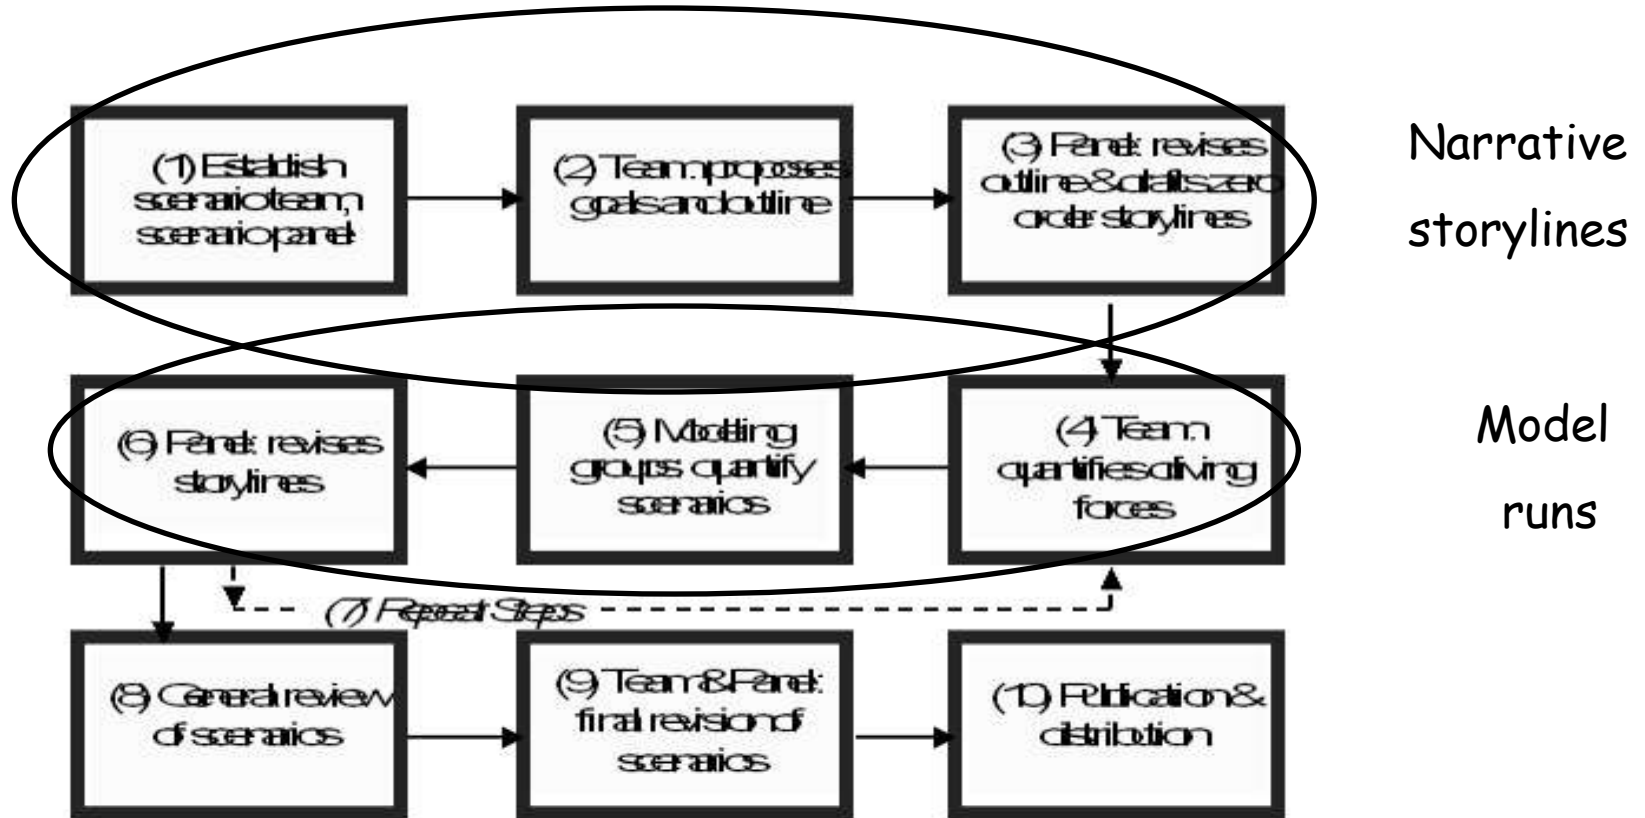 (1) Establish
scenario team,
scenario panel
(2) Team: proposes
goals and outline
(3) Panel: revises
outline & drafts zero
order storylines
Narrative
storylines
(6) Panel: revises
storylines
(5) Modeling
groups: quantify
scenarios
(4) Team:
quantifies driving
forces
Model
runs
(7) Repeat Steps
(8) General review
of scenarios
(9) Team & Panel:
final revision of
scenarios
(10) Publication &
distribution